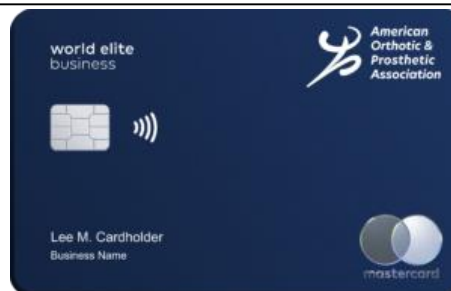 world elite
business
American
Orthotic &
Prosthetic
Association
Lee M. Cardholder
Business Name
mastercard